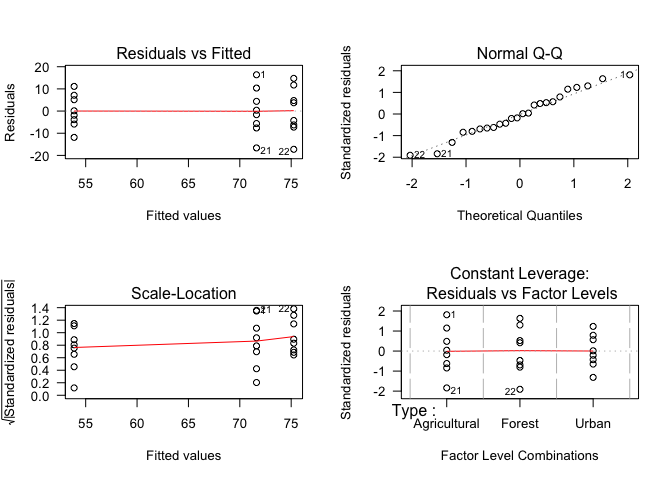 Residuals vs Fitted
Residuals
20
10
0
-10
-20
1
21
22
55 60 65 70 75
Fitted values
Normal Q-Q
Standardized residuals
2
1
0
-1
-2
1
22
21
-2 -1 0 1 2
Theoretical Quantiles
Scale-Location
√|Standardized residuals|
1.4
1.2
1.0
0.8
0.6
0.4
0.2
0.0
21
22
55 60 65 70 75
Fitted values
Constant Leverage:
Residuals vs Factor Levels
Standardized residuals
2
1
0
-1
-2
1
21
22
Type :
Agricultural Forest Urban
Factor Level Combinations